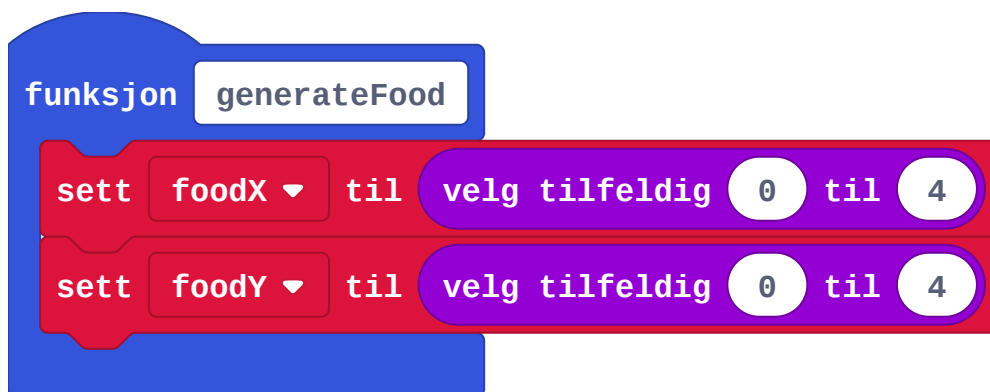 funksjon generateFood
sett foodX til velg tilfeldig 0 til 4
sett foodY til velg tilfeldig 0 til 4